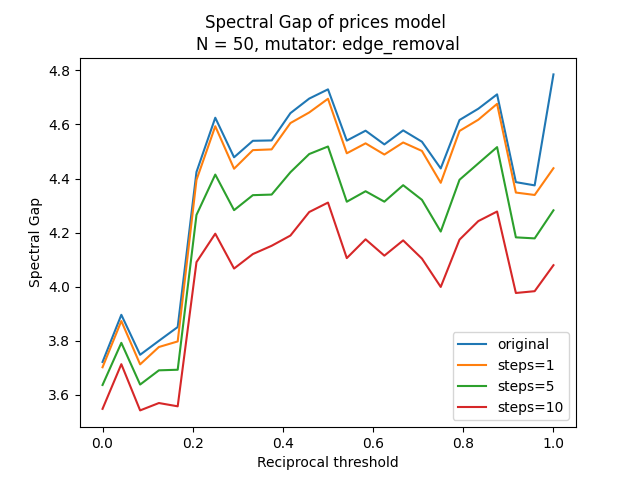 Spectral Gap of prices model
N = 50, mutator: edge_removal
4.8
4.6
4.4
4.2
4.0
3.8
3.6
Spectral Gap
0.0 0.2 0.4 0.6 0.8 1.0
Reciprocal threshold
original
steps=1
steps=5
steps=10